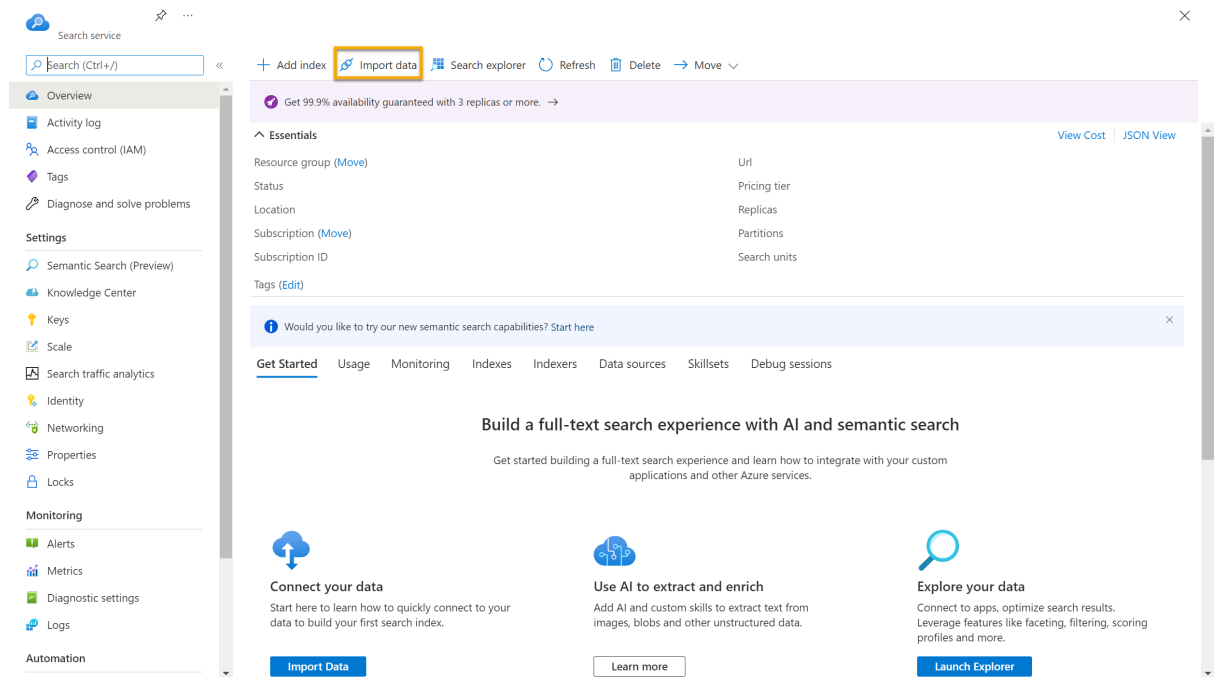 Search service
Search (Ctrl+/)
Overview
Activity log
Access control (IAM)
Tags
Diagnose and solve problems
Settings
Semantic Search (Preview)
Knowledge Center
Keys
Scale
Search traffic analytics
Identity
Networking
Properties
Locks
Monitoring
Alerts
Metrics
Diagnostic settings
Logs
Automation
Add index Import data Search explorer Refresh Delete Move
Get 99.9% availability guaranteed with 3 replicas or more.
Essentials
View Cost JSON View
Resource group (Move)
Status
Location
Subscription (Move)
Subscription ID
Tags (Edit)
Url
Pricing tier
Replicas
Partitions
Search units
Would you like to try our new semantic search capabilities? Start here
Get Started Usage Monitoring Indexes Indexers Data sources Skillsets Debug sessions
Build a full-text search experience with AI and semantic search
Get started building a full-text search experience and learn how to integrate with your custom
applications and other Azure services.
Connect your data
Start here to learn how to quickly connect to your
data to build your first search index.
Import Data
Use AI to extract and enrich
Add AI and custom skills to extract text from
images, blobs and other unstructured data.
Learn more
Explore your data
Connect to apps, optimize search results.
Leverage features like faceting, filtering, scoring
profiles and more.
Launch Explorer